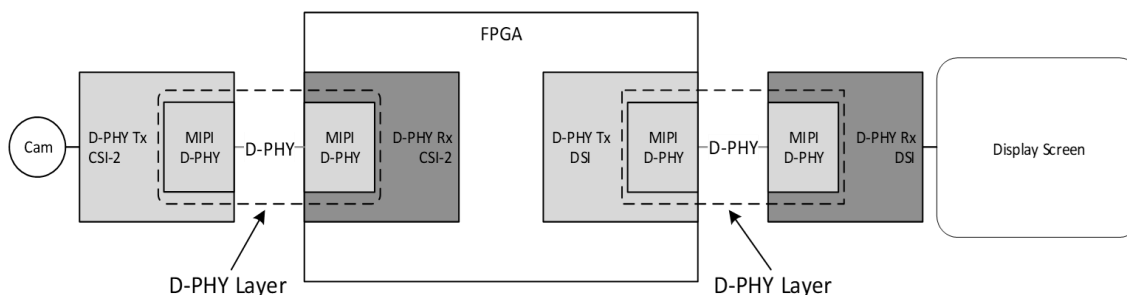 FPGA
Cam
D-PHY Tx
CSI-2
MIPI
D-PHY
D-PHY
MIPI
D-PHY
D-PHY Rx
CSI-2
D-PHY Tx
DSI
MIPI
D-PHY
D-PHY
MIPI
D-PHY
D-PHY Rx
DSI
Display Screen
D-PHY Layer
D-PHY Layer